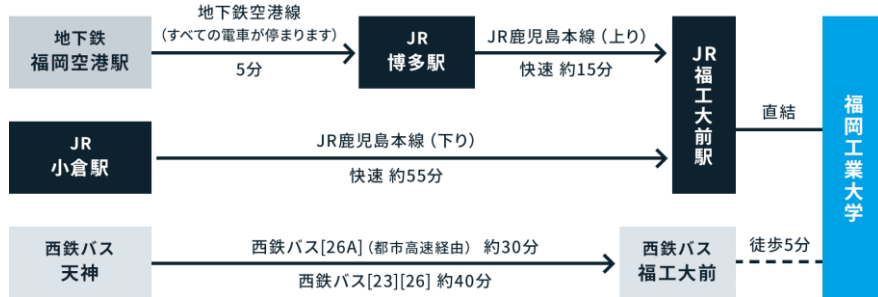 地下鉄
福岡空港駅
地下鉄空港線
(すべての電車が停まります)
5分
JR
博多駅
JR鹿児島本線(上り)
快速 約15分
JR
福工大前駅
直結
福岡工業大学
JR
小倉駅
JR鹿児島本線(下り)
快速 約55分
西鉄バス
天神
西鉄バス[26A](都市高速経由) 約30分
西鉄バス[23][26] 約40分
西鉄バス
福工大前
徒歩5分